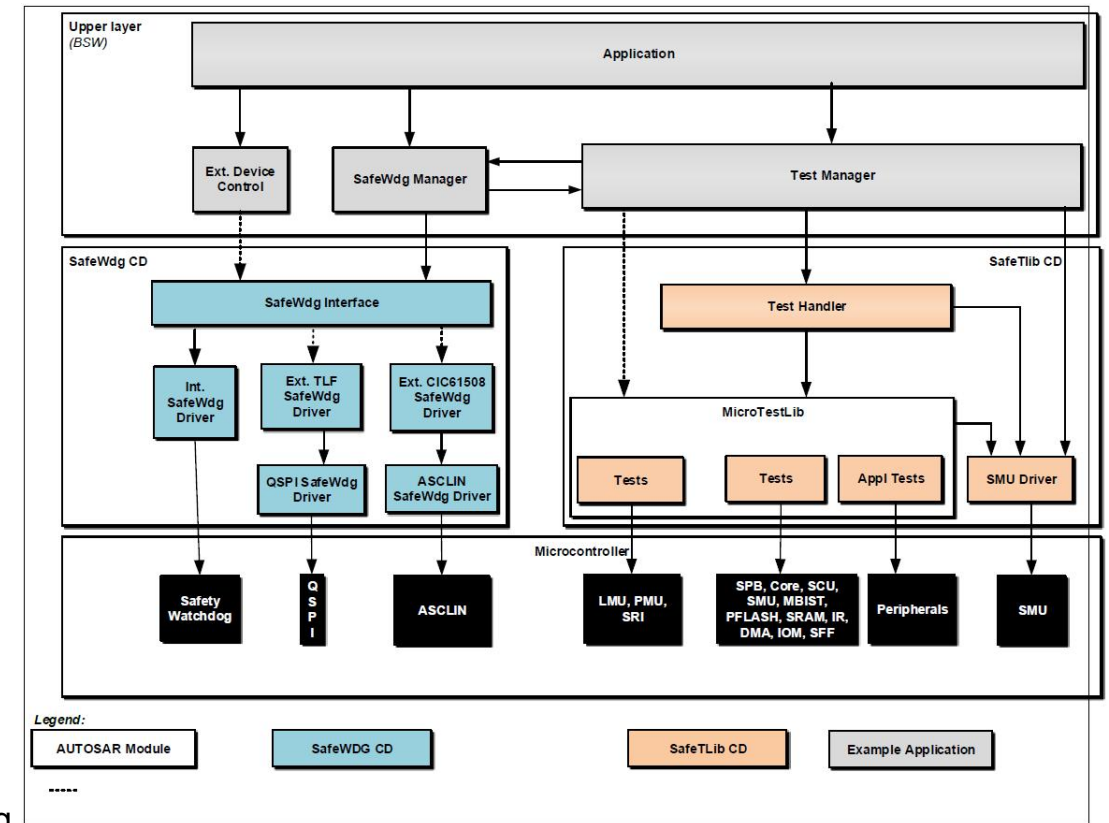 Upper layer
(BSW)
Application
Ext. Device
Control
SafeWdg Manager
Test Manager
SafeWdg CD
SafeTlib CD
SafeWdg Interface
Test Handler
Int.
SafeWdg
Driver
Ext. TLF
SafeWdg
Driver
Ext. CIC61508
SafeWdg
Driver
MicroTestLib
QSPI SafeWdg
Driver
ASCLIN
SafeWdg Driver
Tests
Tests
Appl Tests
SMU Driver
Microcontroller
Safety
Watchdog
Q
S
P
I
ASCLIN
LMU, PMU,
SRI
SPB, Core, SCU,
SMU, MBIST,
PFLASH, SRAM, IR,
DMA, IOM, SFF
Peripherals
SMU
Legend:
AUTOSAR Module
SafeWDG CD
SafeTLib CD
Example Application
-----